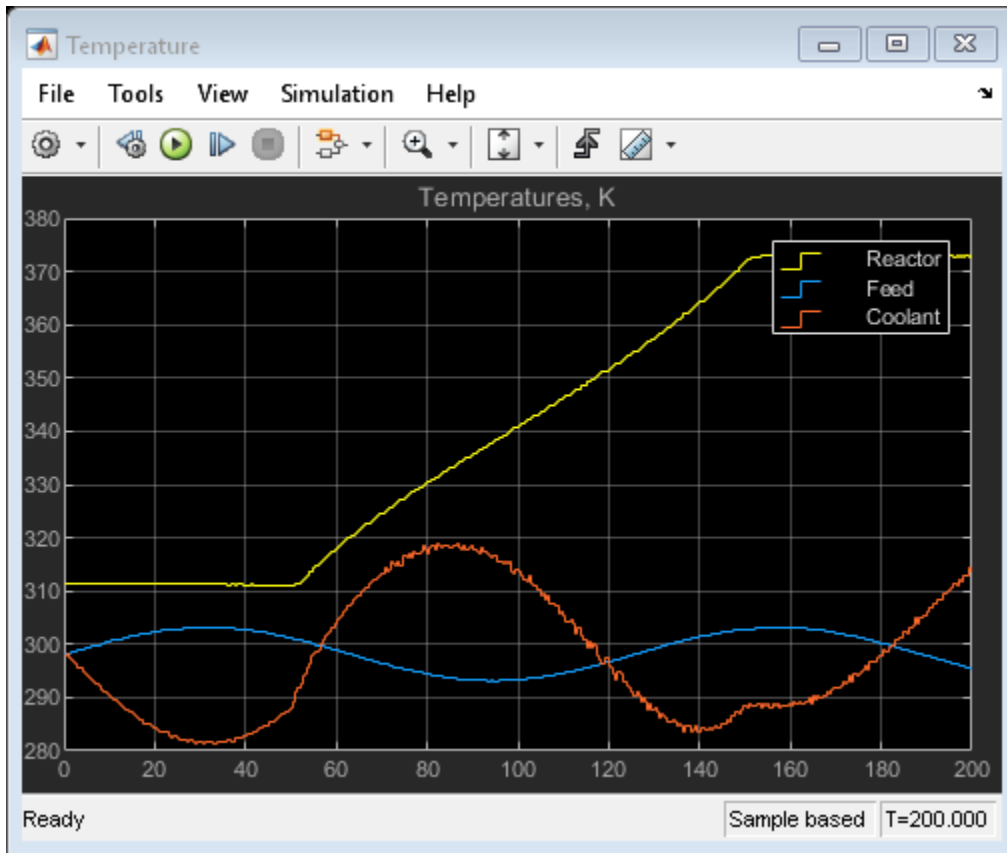 Temperature
File Tools View Simulation Help
Temperatures, K
380
370
360
350
340
330
320
310
300
290
280
Reactor
Feed
Coolant
0 20 40 60 80 100 120 140 160 180 200
Ready Sample based T=200.000